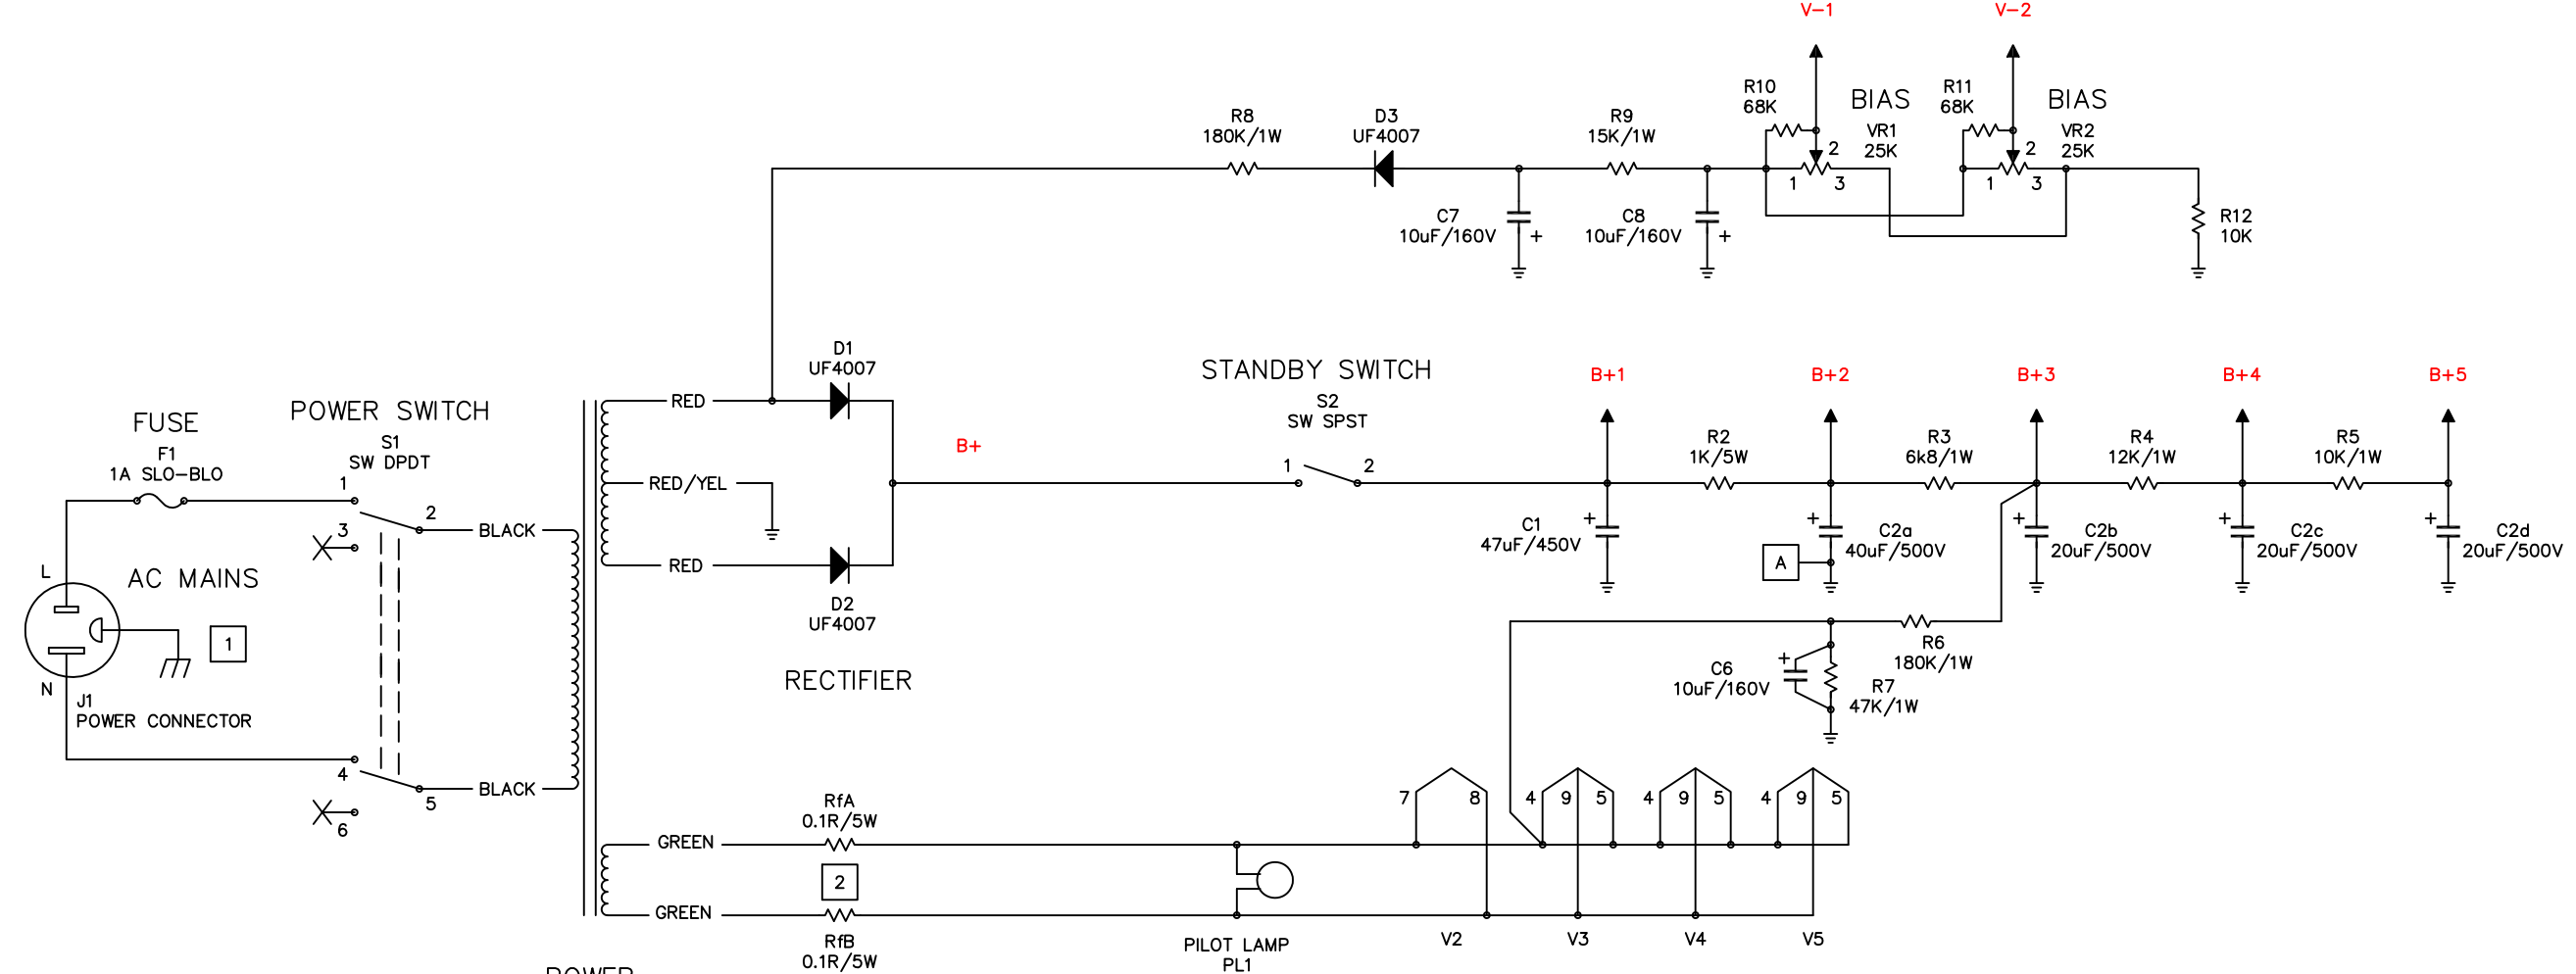 V-1
V-2
R10
68K
BIAS
VR1
25K
R11
68K
BIAS
VR2
25K
R8
180K/1W
D3
UF4007
R9
15K/1W
2
1
3
2
1
3
C7
10uF/160V
+
C8
10uF/160V
+
R12
10K
D1
UF4007
STANDBY SWITCH
S2
SW SPST
1
2
B+
B+1
B+2
B+3
B+4
B+5
RED
RED/YEL
RED
D2
UF4007
RECTIFIER
FUSE
F1
1A SLO-BLO
POWER SWITCH
S1
SW DPDT
1
2
3
BLACK
L
AC MAINS
1
N
J1
POWER CONNECTOR
4
5
6
BLACK
R2
1K/5W
R3
6k8/1W
R4
12K/1W
R5
10K/1W
C1
47uF/450V
+
C2a
40uF/500V
+
A
C2b
20uF/500V
+
C2c
20uF/500V
+
C2d
20uF/500V
+
R6
180K/1W
C6
10uF/160V
+
R7
47K/1W
7
8
4
9
5
4
9
5
4
9
5
RfA
0.1R/5W
GREEN
2
GREEN
RfB
0.1R/5W
PILOT LAMP
PL1
V2
V3
V4
V5
POWER